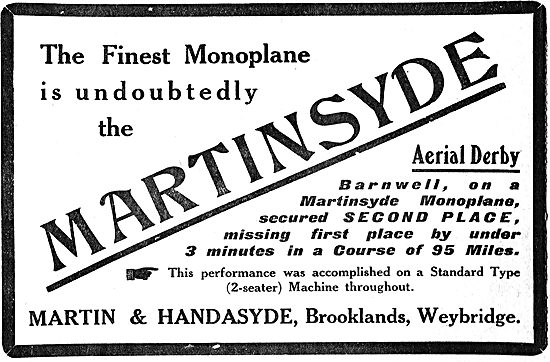 The Finest Monoplane
is undoubtedly
the
MARTINSYDE
Aerial Derby
Barnwell, on a
Martinsyde Monoplane,
secured SECOND PLACE,
missing first place by under
3 minutes in a Course of 95 Miles.
☛ This performance was accomplished on a Standard Type
(2-seater) Machine throughout.
MARTIN & HANDASYDE, Brooklands, Weybridge.